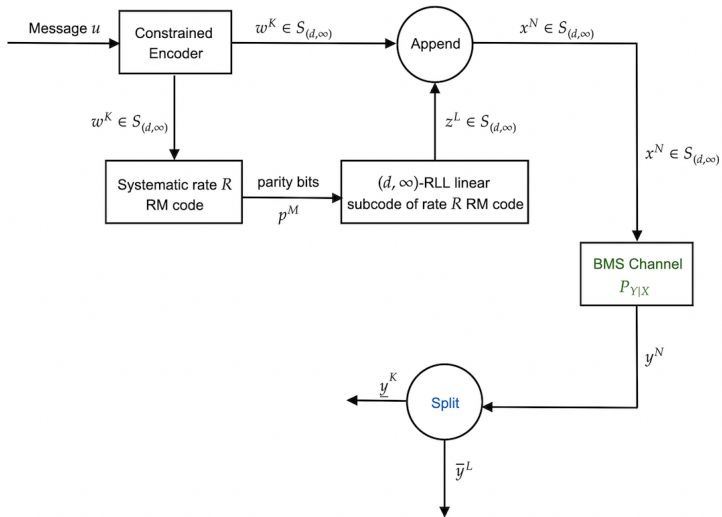 Message u
Constrained
Encoder
w^K ∈ S_(d,∞)
Append
x^N ∈ S_(d,∞)
w^K ∈ S_(d,∞)
z^L ∈ S_(d,∞)
x^N ∈ S_(d,∞)
Systematic rate R
RM code
parity bits
p^M
(d, ∞)-RLL linear
subcode of rate R RM code
BMS Channel
P_{Y|X}
y^N
y̲^K
Split
ȳ^L